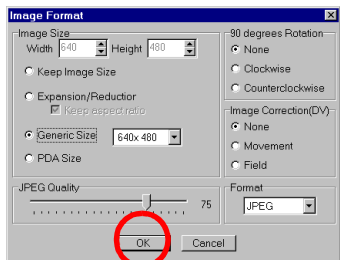 Image Format
Image Size
Width 640 Height 480
Keep Image Size
Expansion/Reductior
Keep aspect ratio
Generic Size 640x 480
PDA Size
JPEG Quality
75
90 degrees Rotation
None
Clockwise
Counterclockwise
Image Correction(DV)
None
Movement
Field
Format
JPEG
OK Cancel